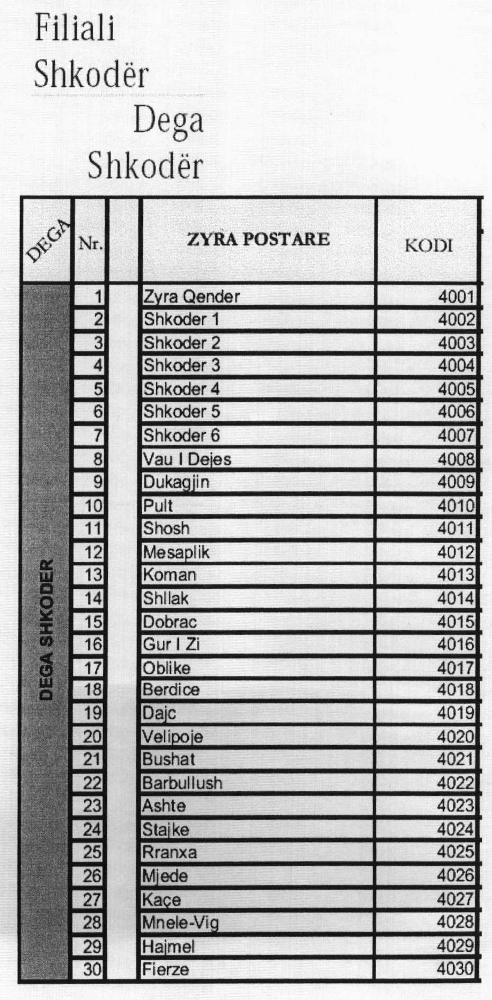 Filiali
Shkodër
Dega
Shkodër
DEGA Nr. ZYRA POSTARE KODI
DEGA SHKODER
1 Zyra Qender 4001
2 Shkoder 1 4002
3 Shkoder 2 4003
4 Shkoder 3 4004
5 Shkoder 4 4005
6 Shkoder 5 4006
7 Shkoder 6 4007
8 Vau I Dejes 4008
9 Dukagjin 4009
10 Pult 4010
11 Shosh 4011
12 Mesaplik 4012
13 Koman 4013
14 Shllak 4014
15 Dobrac 4015
16 Gur I Zi 4016
17 Oblike 4017
18 Berdice 4018
19 Dajc 4019
20 Velipoje 4020
21 Bushat 4021
22 Barbullush 4022
23 Ashte 4023
24 Stajke 4024
25 Rranxa 4025
26 Mjede 4026
27 Kaçe 4027
28 Mnele-Vig 4028
29 Hajmel 4029
30 Fierze 4030